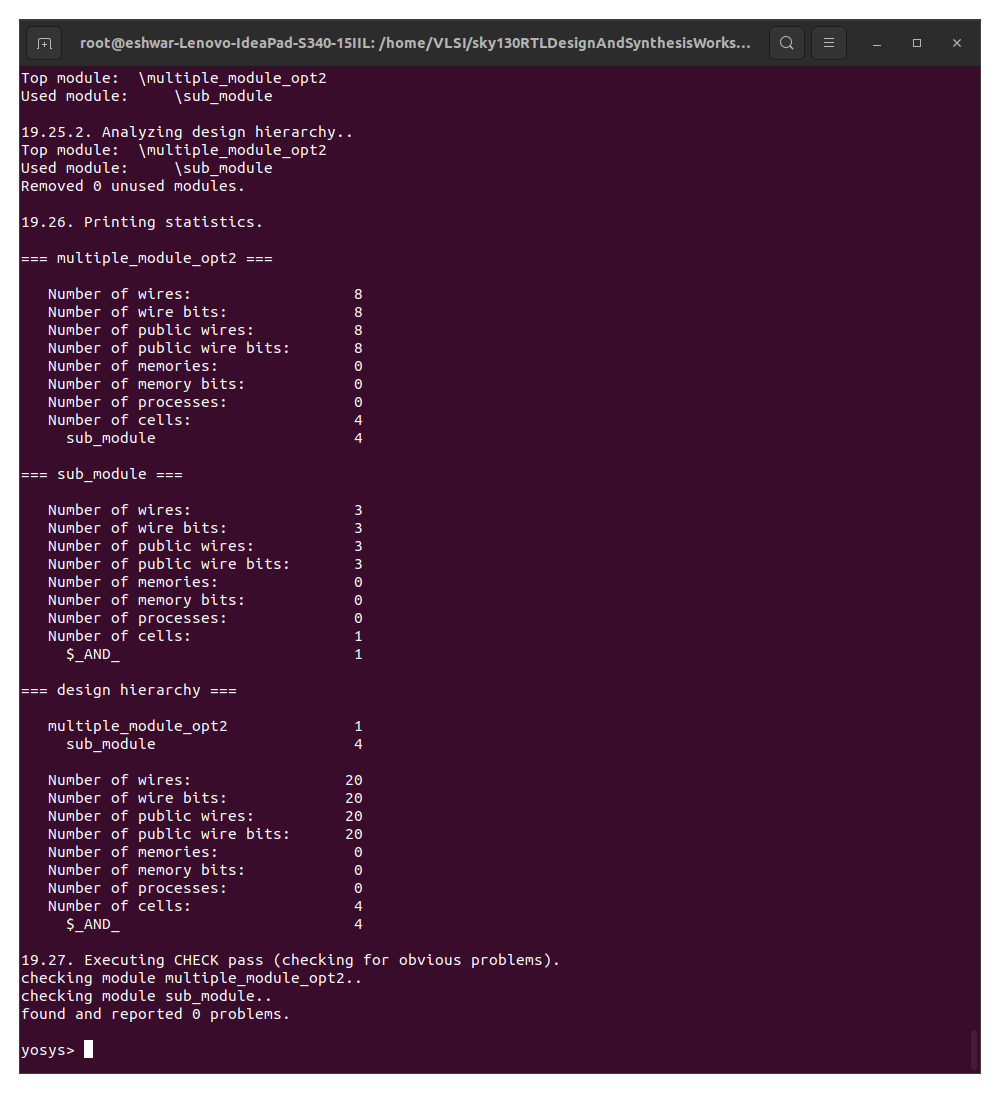 root@eshwar-Lenovo-IdeaPad-S340-15IIL: /home/VLSI/sky130RTLDesignAndSynthesisWorks...
Top module:  \multiple_module_opt2
Used module:     \sub_module

19.25.2. Analyzing design hierarchy..
Top module:  \multiple_module_opt2
Used module:     \sub_module
Removed 0 unused modules.

19.26. Printing statistics.

=== multiple_module_opt2 ===

   Number of wires:                  8
   Number of wire bits:              8
   Number of public wires:           8
   Number of public wire bits:       8
   Number of memories:               0
   Number of memory bits:            0
   Number of processes:              0
   Number of cells:                  4
     sub_module                      4

=== sub_module ===

   Number of wires:                  3
   Number of wire bits:              3
   Number of public wires:           3
   Number of public wire bits:       3
   Number of memories:               0
   Number of memory bits:            0
   Number of processes:              0
   Number of cells:                  1
     $_AND_                          1

=== design hierarchy ===

   multiple_module_opt2              1
     sub_module                      4

   Number of wires:                 20
   Number of wire bits:             20
   Number of public wires:          20
   Number of public wire bits:      20
   Number of memories:               0
   Number of memory bits:            0
   Number of processes:              0
   Number of cells:                  4
     $_AND_                          4

19.27. Executing CHECK pass (checking for obvious problems).
checking module multiple_module_opt2..
checking module sub_module..
found and reported 0 problems.

yosys>